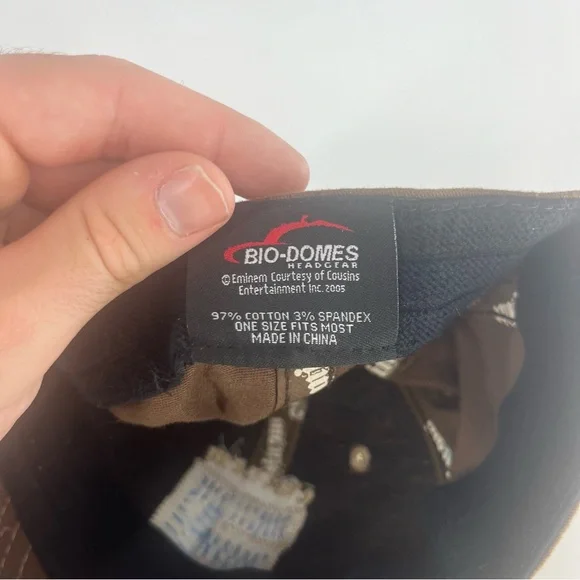 BIO-DOMES
HEADGEAR
©Eminem Courtesy of Cousins
Entertainment Inc. 2005
97% COTTON 3% SPANDEX
ONE SIZE FITS MOST
MADE IN CHINA